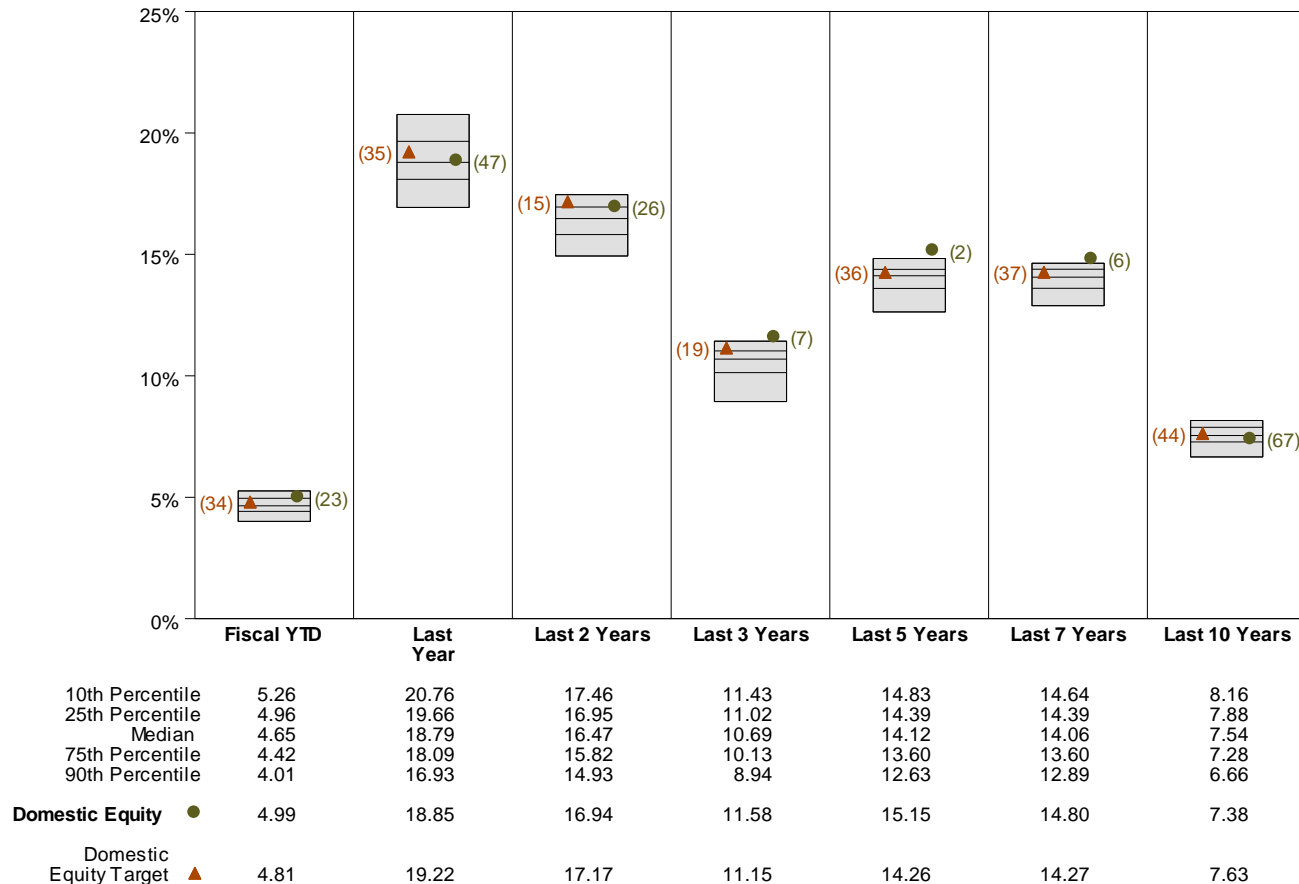 25%
20%
15%
10%
5%
0%
(34) (23)
(35) (47)
(15) (26)
(19) (7)
(36) (2)
(37) (6)
(44) (67)
Fiscal YTD Last Year Last 2 Years Last 3 Years Last 5 Years Last 7 Years Last 10 Years
10th Percentile 5.26 20.76 17.46 11.43 14.83 14.64 8.16
25th Percentile 4.96 19.66 16.95 11.02 14.39 14.39 7.88
Median 4.65 18.79 16.47 10.69 14.12 14.06 7.54
75th Percentile 4.42 18.09 15.82 10.13 13.60 13.60 7.28
90th Percentile 4.01 16.93 14.93 8.94 12.63 12.89 6.66
Domestic Equity 4.99 18.85 16.94 11.58 15.15 14.80 7.38
Domestic
Equity Target 4.81 19.22 17.17 11.15 14.26 14.27 7.63